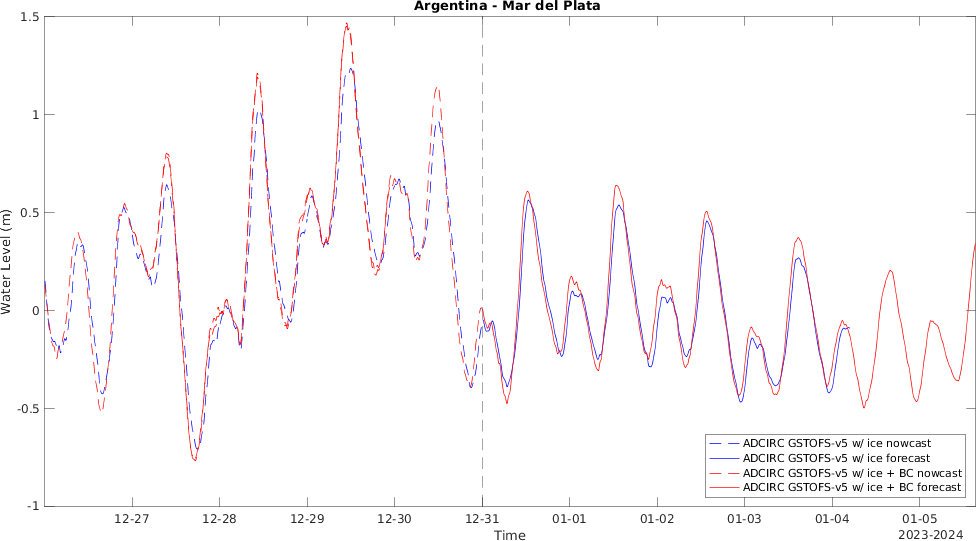 Argentina - Mar del Plata
1.5
1
0.5
0
-0.5
-1
Water Level (m)
12-27
12-28
12-29
12-30
12-31
01-01
01-02
01-03
01-04
01-05
Time
2023-2024
ADCIRC GSTOFS-v5 w/ ice nowcast
ADCIRC GSTOFS-v5 w/ ice forecast
ADCIRC GSTOFS-v5 w/ ice + BC nowcast
ADCIRC GSTOFS-v5 w/ ice + BC forecast